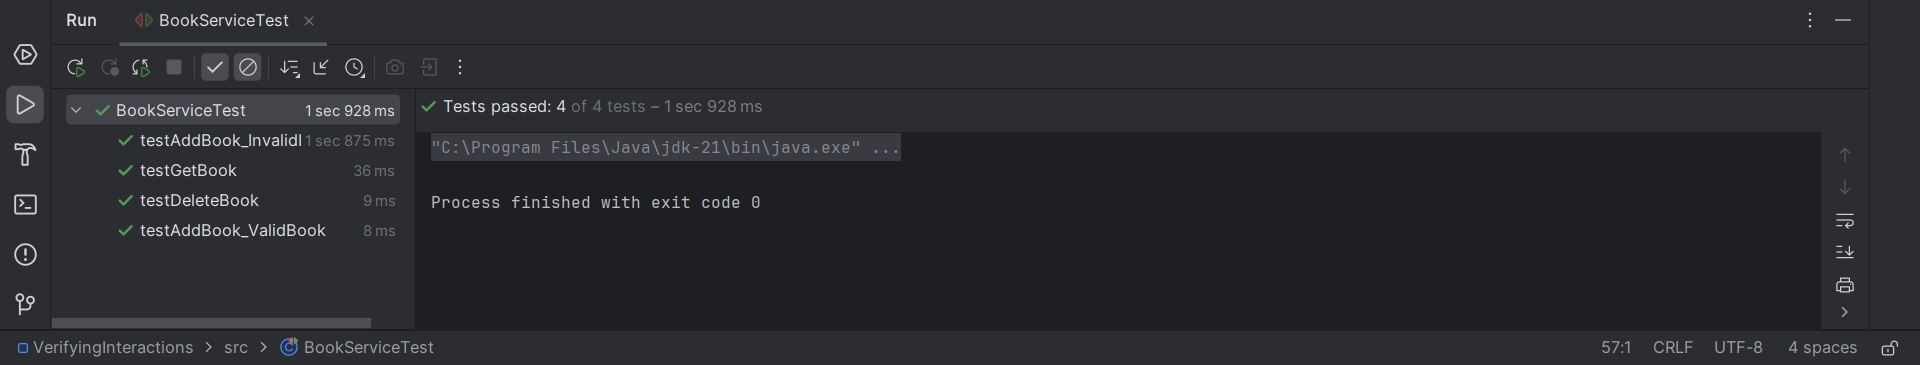 Run BookServiceTest
BookServiceTest 1 sec 928 ms
testAddBook_InvalidI 1 sec 875 ms
testGetBook 36 ms
testDeleteBook 9 ms
testAddBook_ValidBook 8 ms
Tests passed: 4 of 4 tests – 1 sec 928 ms
"C:\Program Files\Java\jdk-21\bin\java.exe" ...
Process finished with exit code 0
VerifyingInteractions > src > BookServiceTest 57:1 CRLF UTF-8 4 spaces